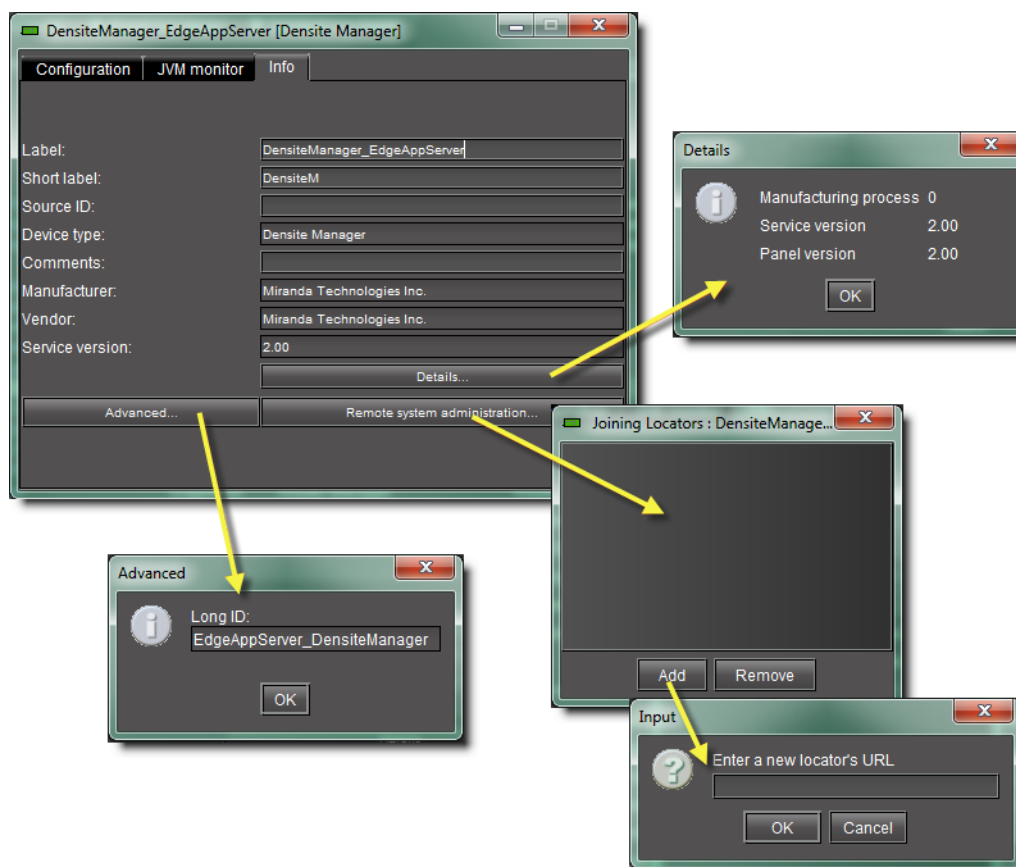 DensiteManager_EdgeAppServer [Densite Manager]
Configuration JVM monitor Info
Label: DensiteManager_EdgeAppServer
Short label: DensiteM
Source ID:
Device type: Densite Manager
Comments:
Manufacturer: Miranda Technologies Inc.
Vendor: Miranda Technologies Inc.
Service version: 2.00
Details...
Advanced... Remote system administration...
Details
Manufacturing process 0
Service version 2.00
Panel version 2.00
OK
Joining Locators : DensiteManage...
Add Remove
Advanced
Long ID:
EdgeAppServer_DensiteManager
OK
Input
Enter a new locator's URL
OK Cancel